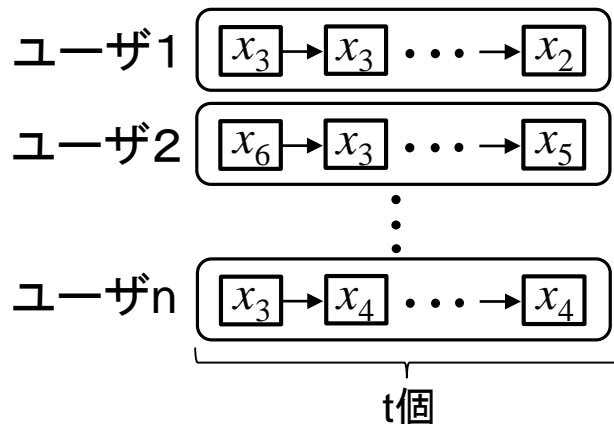 ユーザ1 x₃ → x₃ ・・・ → x₂
ユーザ2 x₆ → x₃ ・・・ → x₅
ユーザn x₃ → x₄ ・・・ → x₄
t個